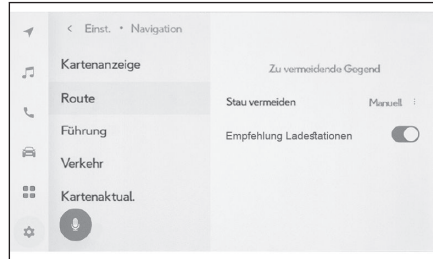 < Einst. • Navigation
Kartenanzeige
Route
Führung
Verkehr
Kartenaktual.
Zu vermeidende Gegend
Stau vermeiden Manuell
Empfehlung Ladestationen